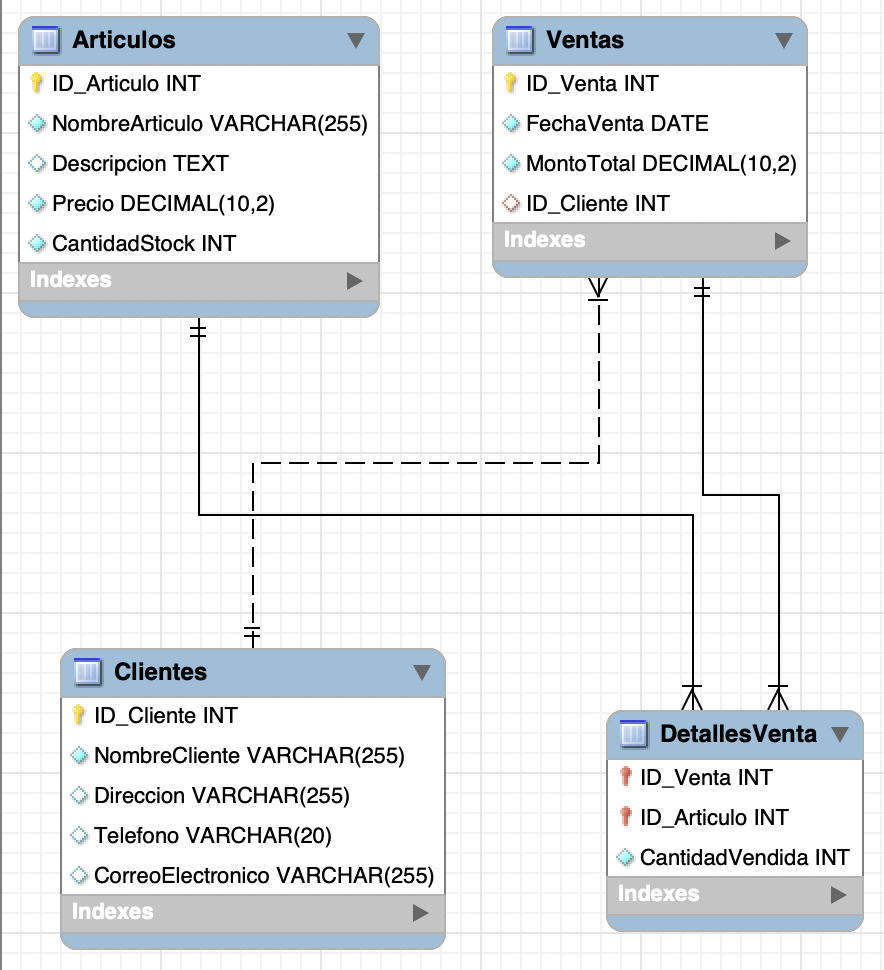 Articulos
ID_Articulo INT
NombreArticulo VARCHAR(255)
Descripcion TEXT
Precio DECIMAL(10,2)
CantidadStock INT
Indexes
Ventas
ID_Venta INT
FechaVenta DATE
MontoTotal DECIMAL(10,2)
ID_Cliente INT
Indexes
Clientes
ID_Cliente INT
NombreCliente VARCHAR(255)
Direccion VARCHAR(255)
Telefono VARCHAR(20)
CorreoElectronico VARCHAR(255)
Indexes
DetallesVenta
ID_Venta INT
ID_Articulo INT
CantidadVendida INT
Indexes